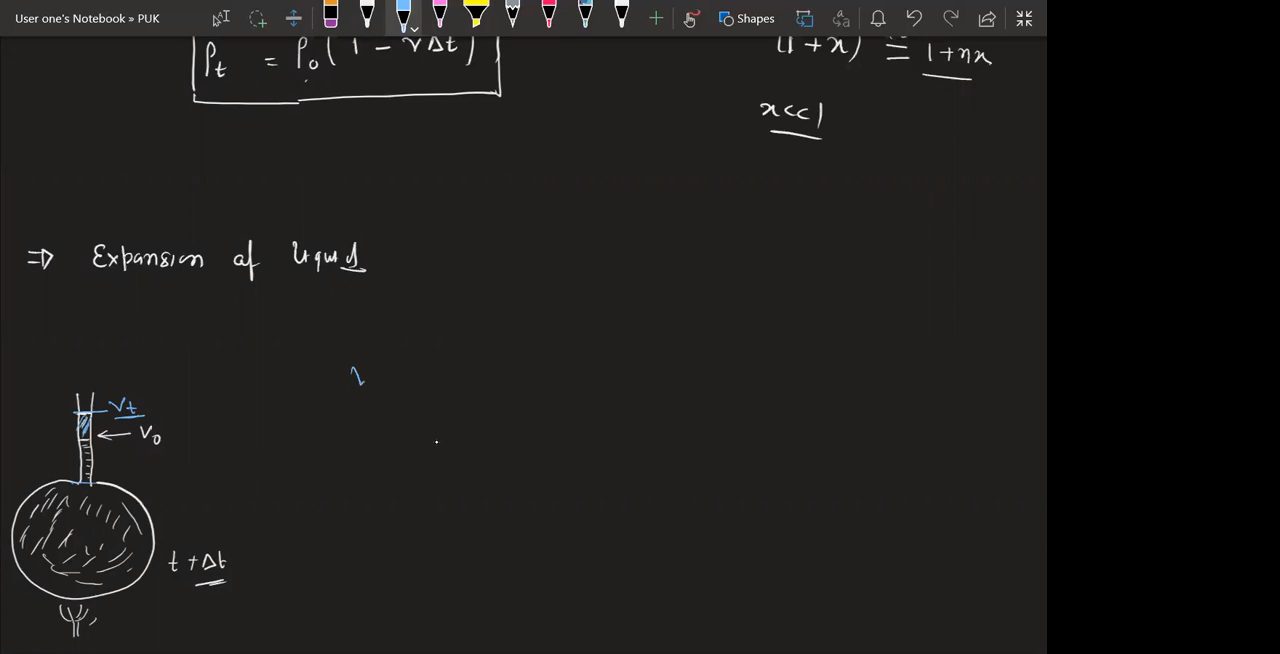 User one's Notebook » PUK
Shapes
ρt = ρ0(1 - γΔt)
(1+x) ≅ 1+nx
x<<1
⇒ Expansion of liquid
Vt
V0
t + Δt